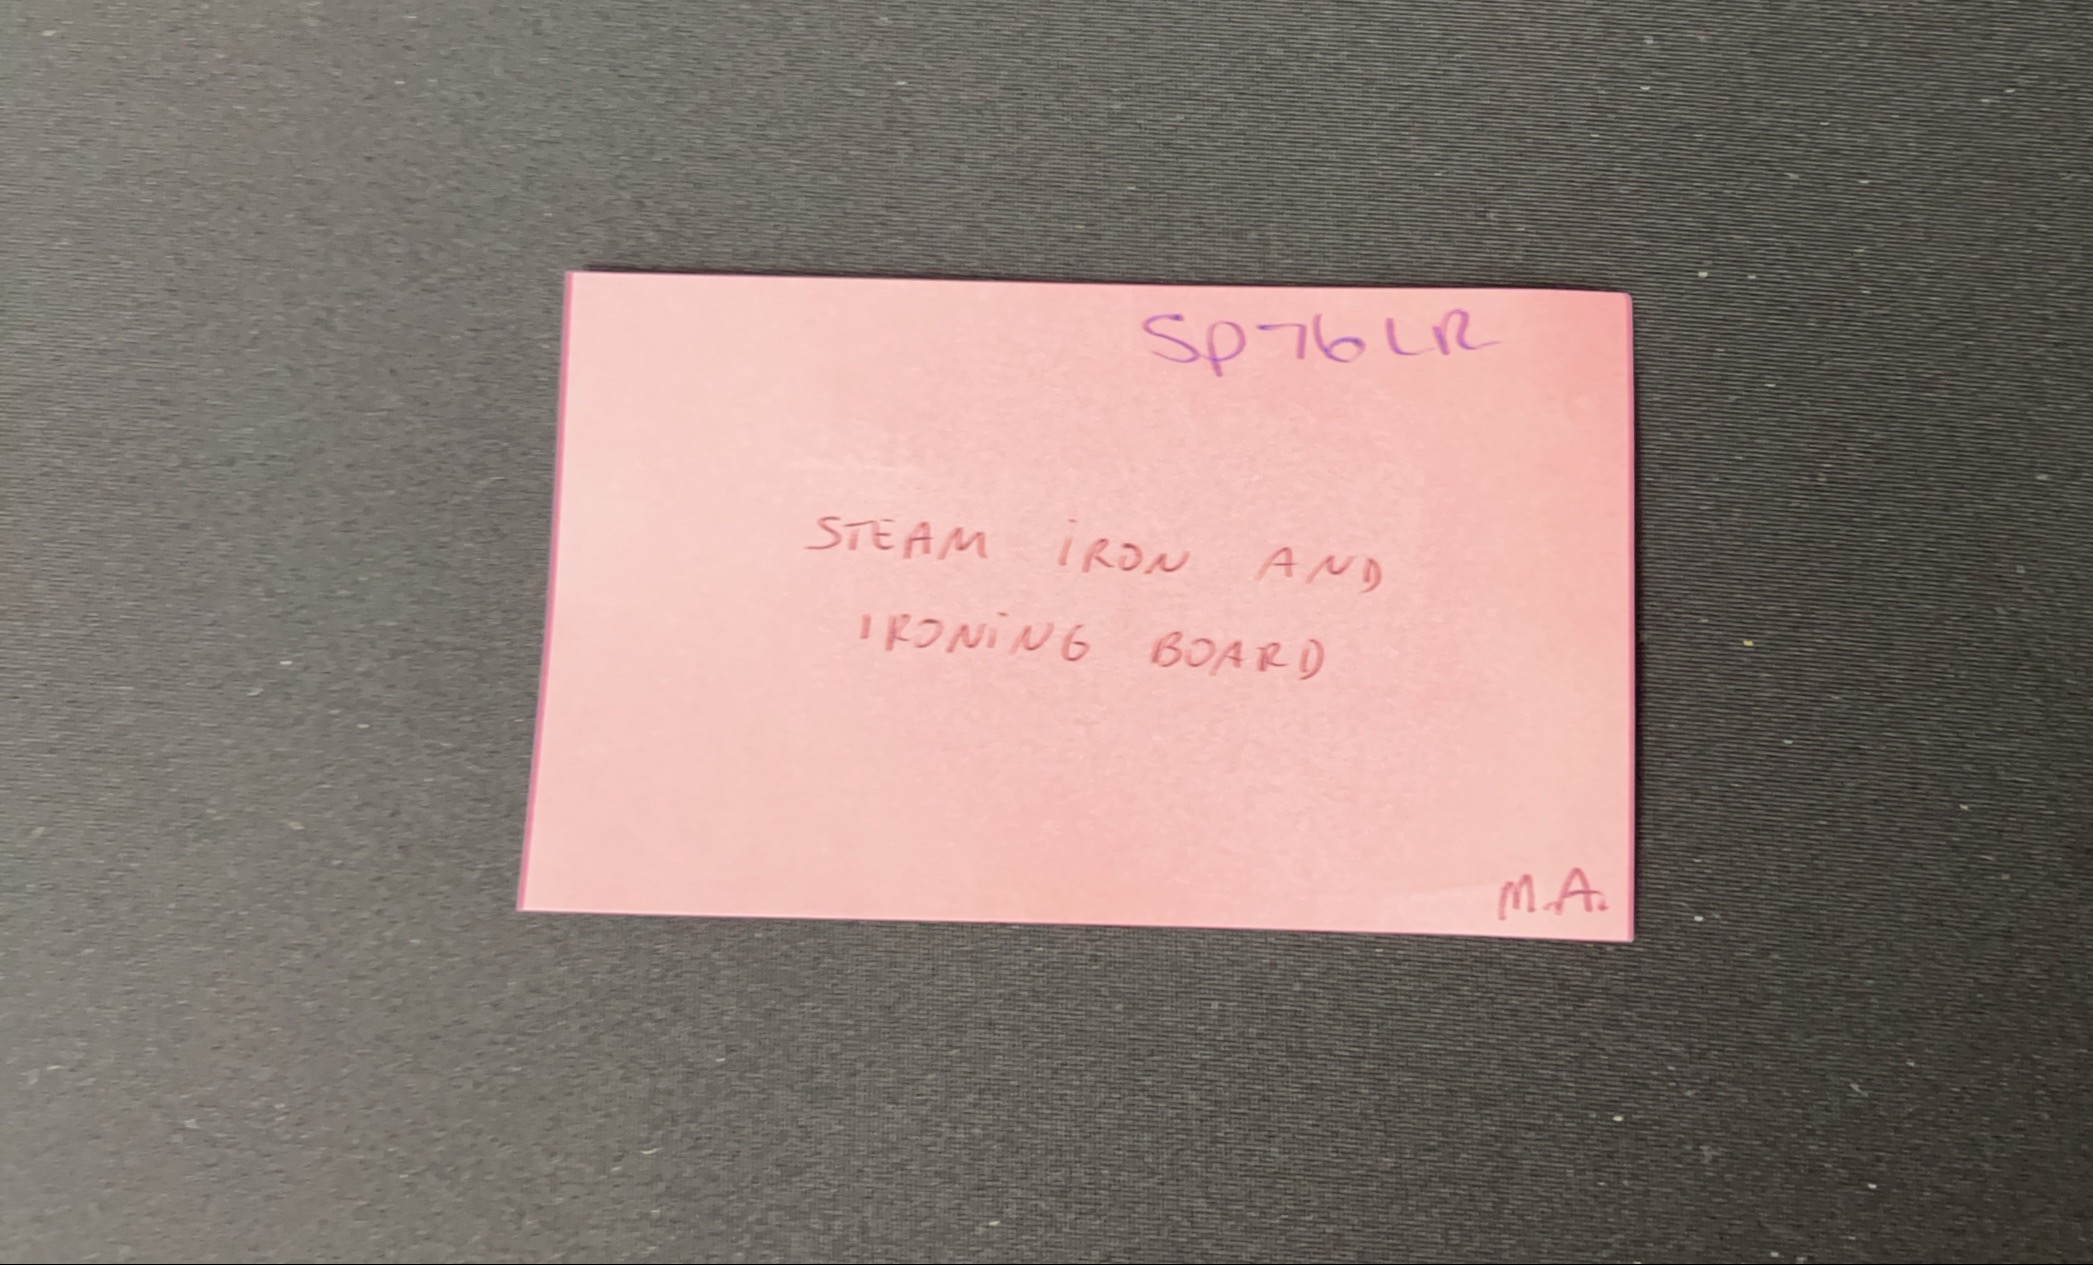 Sp76LR
STEAM iRON AND
IRONiNG BOARD
M.A.